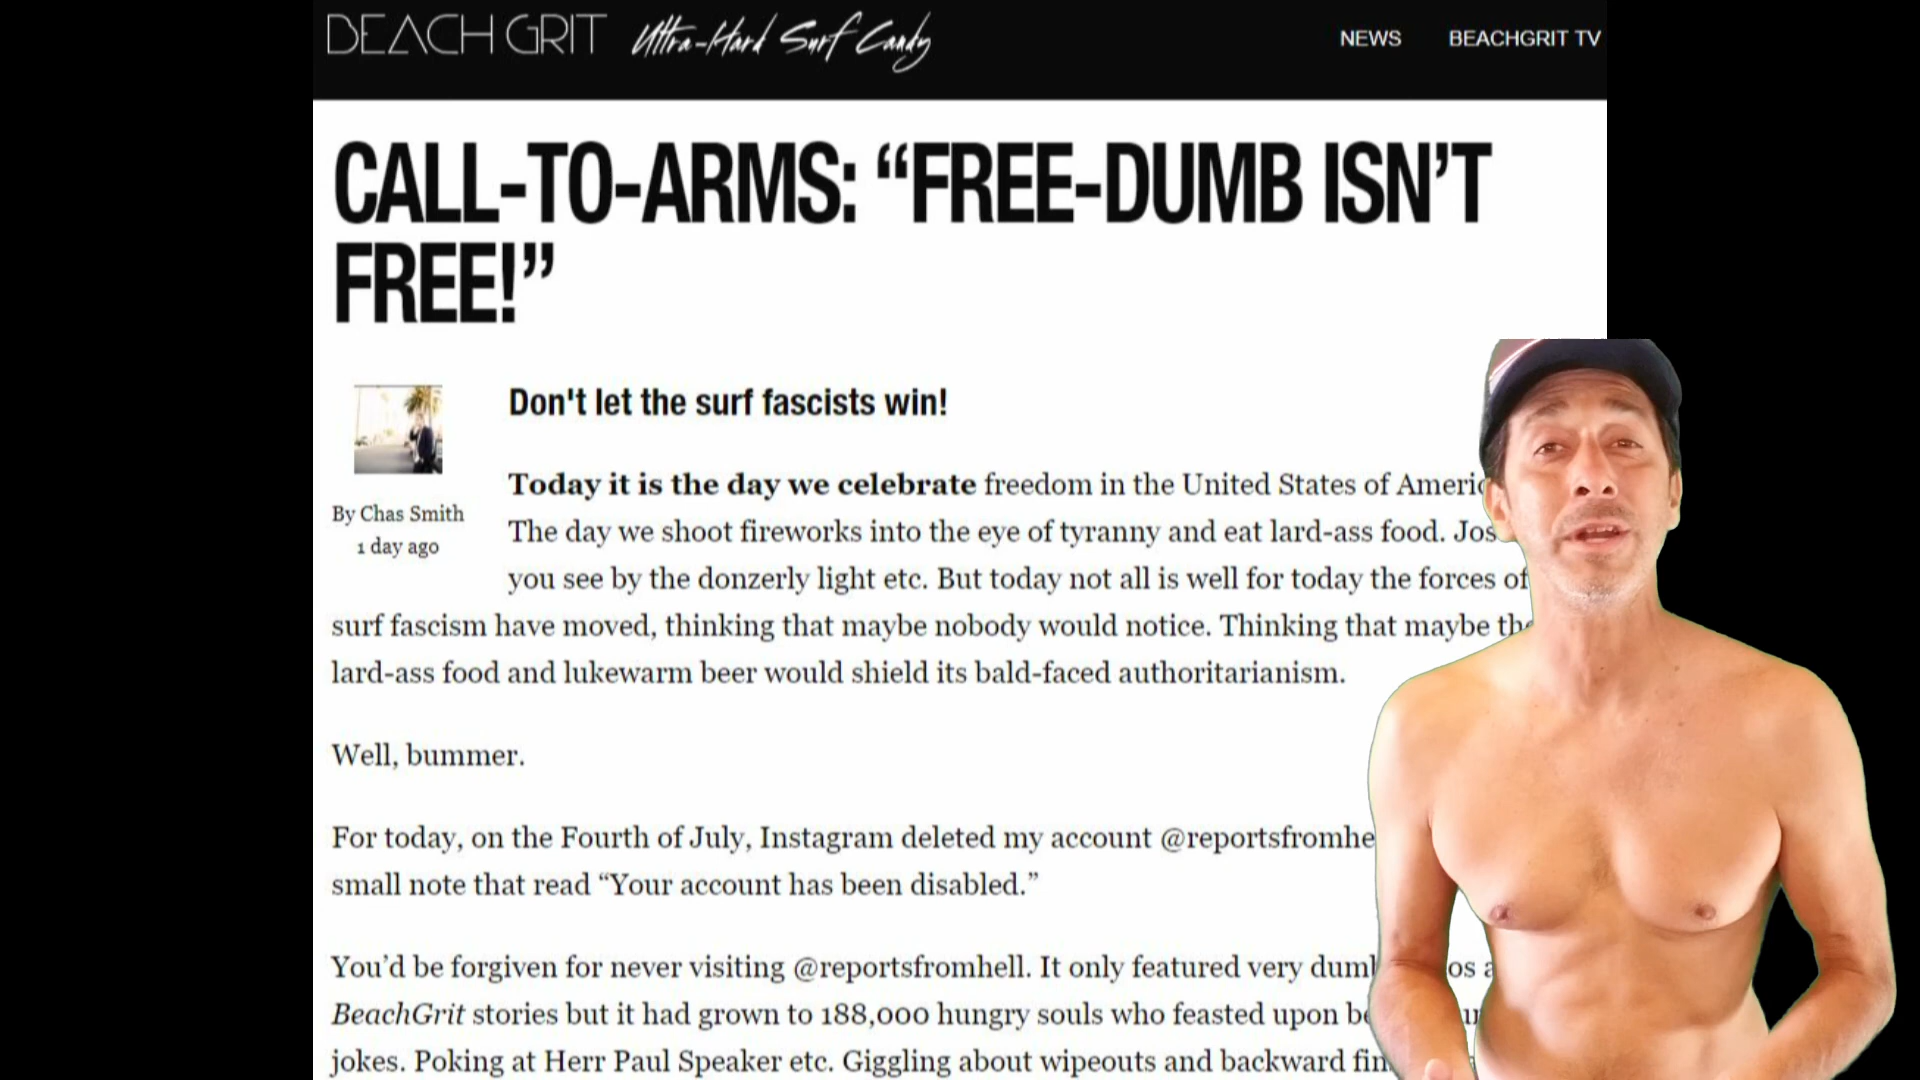 BEACH GRIT Ultra-Hard Surf Candy
NEWS BEACHGRIT TV
CALL-TO-ARMS: “FREE-DUMB ISN’T
FREE!”
By Chas Smith
1 day ago
Don't let the surf fascists win!
Today it is the day we celebrate freedom in the United States of
The day we shoot fireworks into the eye of tyranny and eat lard-ass food.
you see by the donzerly light etc. But today not all is well for today the forces of
surf fascism have moved, thinking that maybe nobody would notice. Thinking that maybe
lard-ass food and lukewarm beer would shield its bald-faced authoritarianism.
Well, bummer.
For today, on the Fourth of July, Instagram deleted my account
small note that read “Your account has been disabled.”
You’d be forgiven for never visiting @reportsfromhell. It only featured very
BeachGrit stories but it had grown to 188,000 hungry souls who feasted upon
jokes. Poking at Herr Paul Speaker etc. Giggling about wipeouts and backward